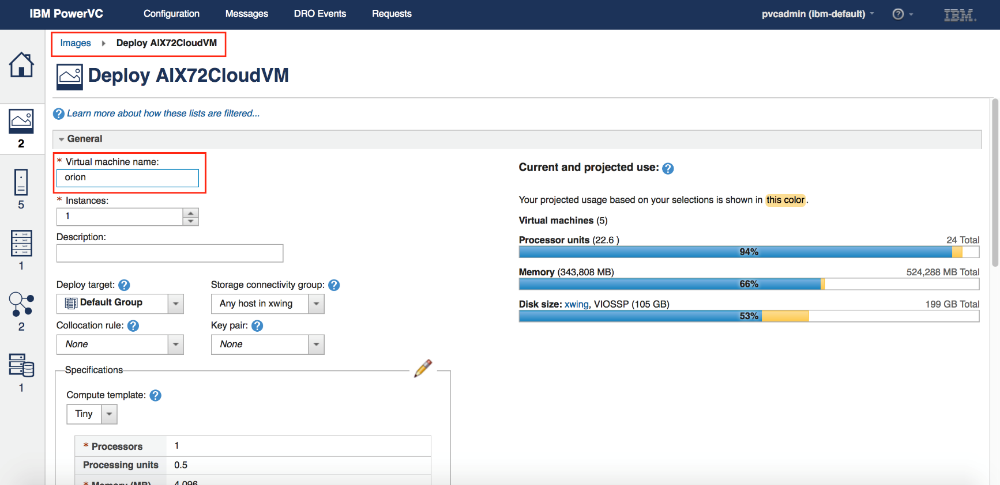 IBM PowerVC Configuration Messages DRO Events Requests pvcadmin (ibm-default) ? IBM.
Images Deploy AIX72CloudVM
Deploy AIX72CloudVM
? Learn more about how these lists are filtered...
General
2
* Virtual machine name:
orion
* Instances:
1
5
Description:
Deploy target: ? Storage connectivity group: ?
Default Group Any host in xwing
1
Collocation rule: ? Key pair: ?
None None
2
Specifications
Compute template: ?
1
Tiny
* Processors 1
Processing units 0.5
* Memory (MB) 4,096
Current and projected use: ?
Your projected usage based on your selections is shown in this color.
Virtual machines (5)
Processor units (22.6 ) 24 Total
94%
Memory (343,808 MB) 524,288 MB Total
66%
Disk size: xwing, VIOSSP (105 GB) 199 GB Total
53%